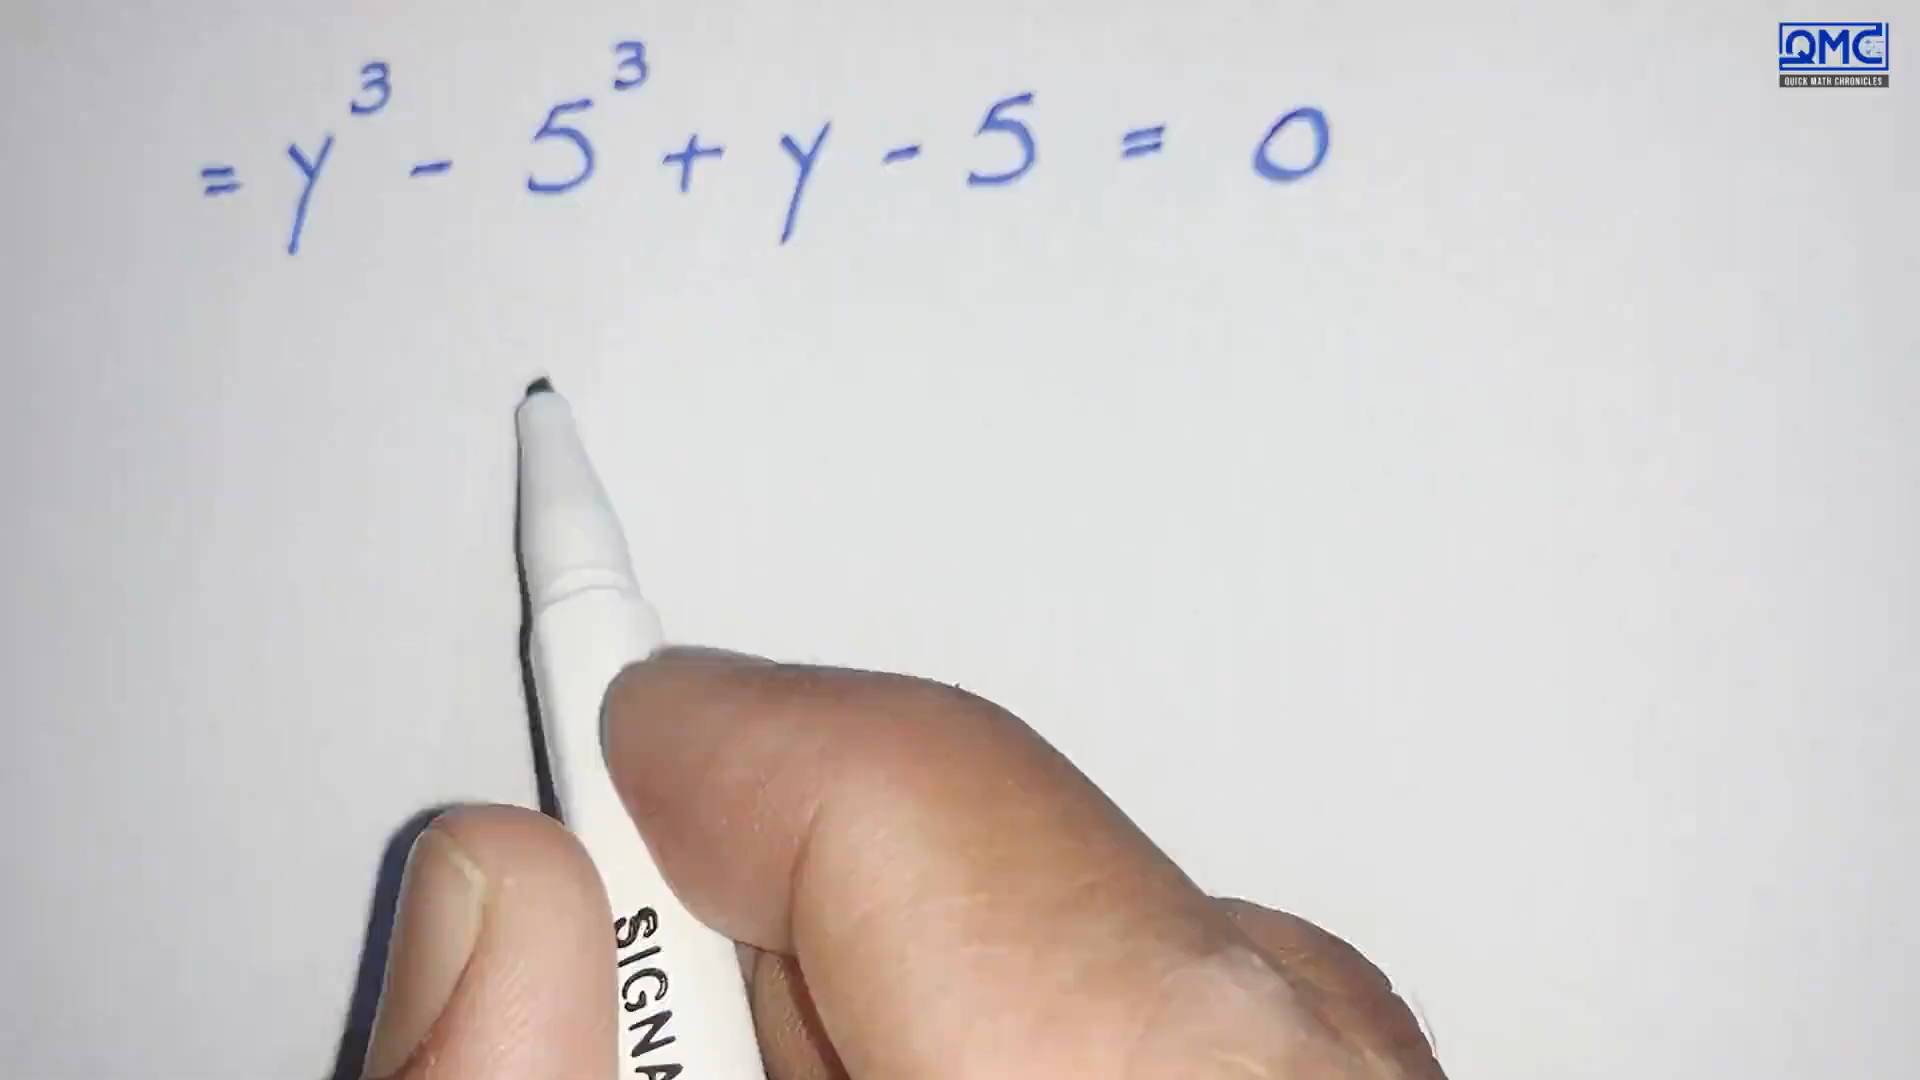 QMC
QUICK MATH CHRONICLES
= y³ - 5³ + y - 5 = 0
SIGNA